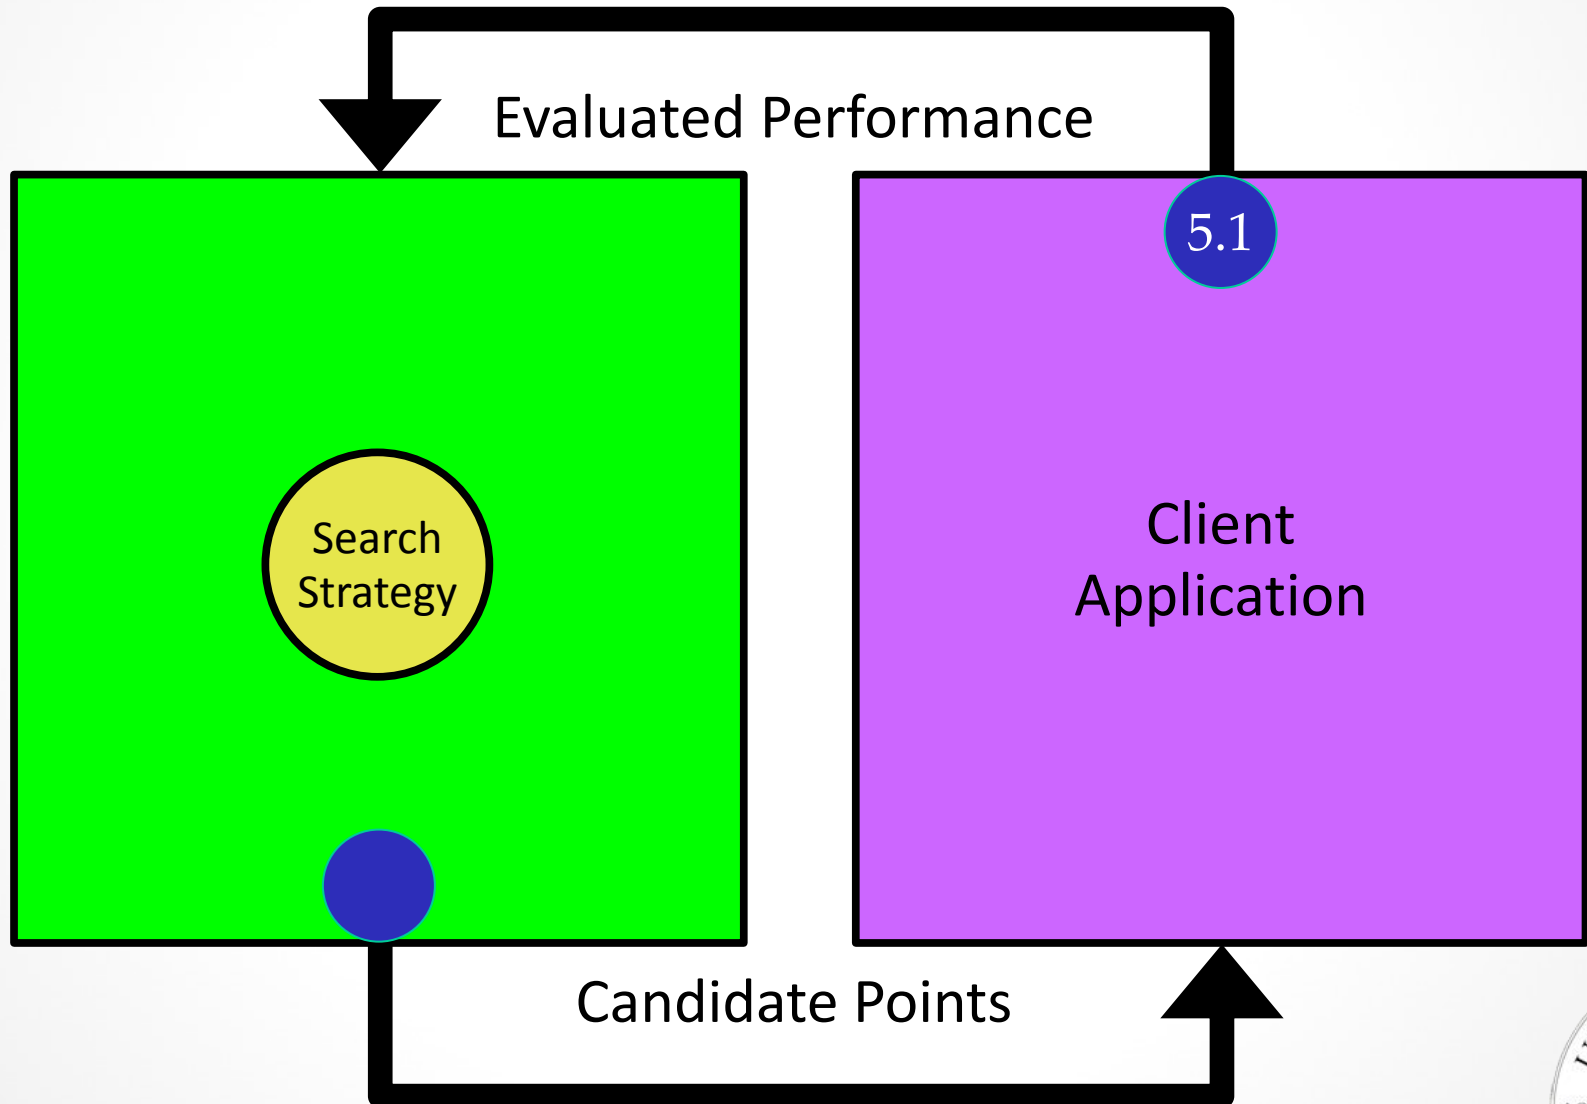 Evaluated Performance
5.1
Search
Strategy
Client
Application
Candidate Points